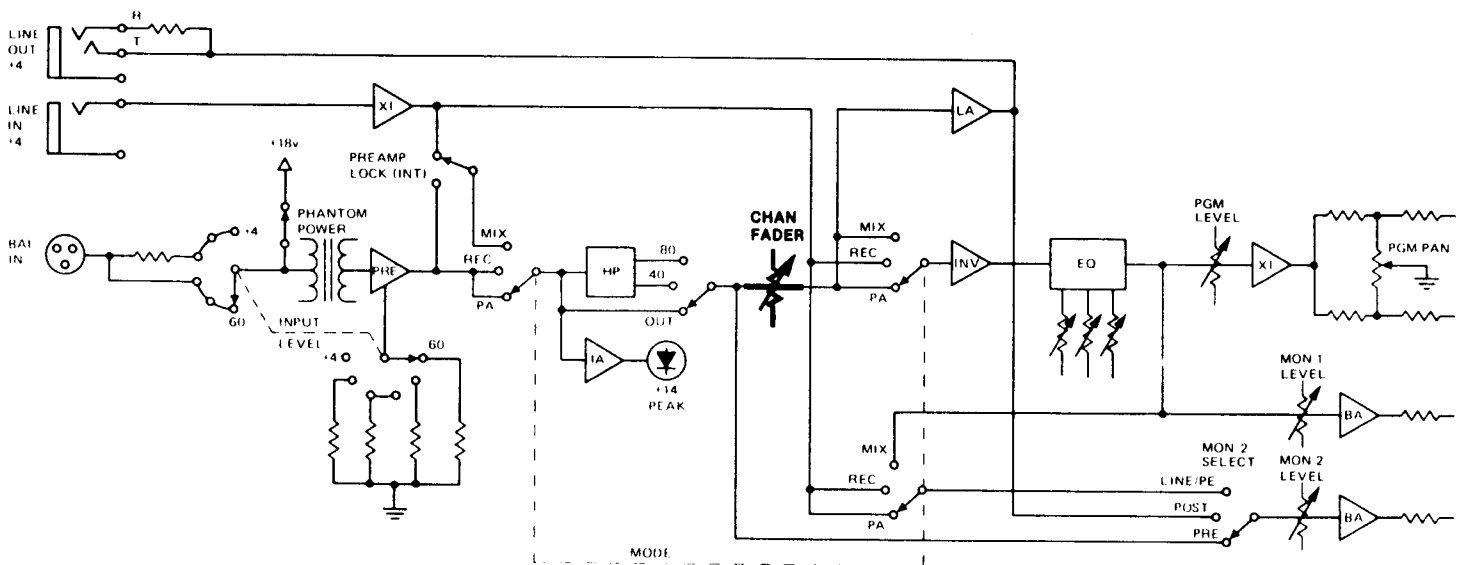 LINE
OUT
+4
R
T
LINE
IN
+4
X1
LA
+18v
PREAMP
LOCK (INT)
PHANTOM
POWER
BAL
IN
+4
60
INPUT
LEVEL
PRE
+4
60
MIX
REC
PA
HP
80
40
OUT
IA
+14
PEAK
CHAN
FADER
MIX
REC
PA
INV
EQ
PGM
LEVEL
X1
PGM PAN
MON 1
LEVEL
BA
MIX
REC
PA
MON 2
SELECT
MON 2
LEVEL
LINE/PE
POST
PRE
BA
MODE